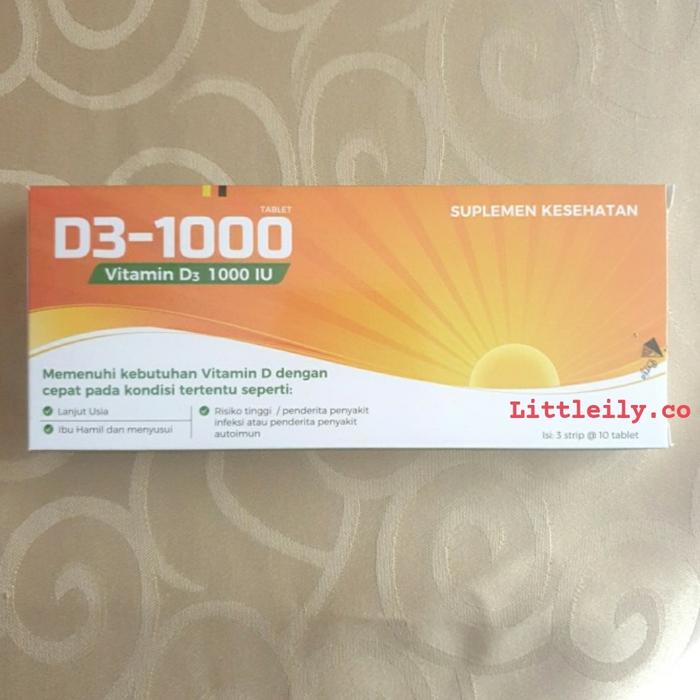 TABLET
D3-1000
Vitamin D3 1000 IU
SUPLEMEN KESEHATAN
Memenuhi kebutuhan Vitamin D dengan
cepat pada kondisi tertentu seperti:
Lanjut Usia
Ibu Hamil dan menyusui
Risiko tinggi / penderita penyakit
infeksi atau penderita penyakit
autoimun
Littleily.co
Isi: 3 strip @ 10 tablet